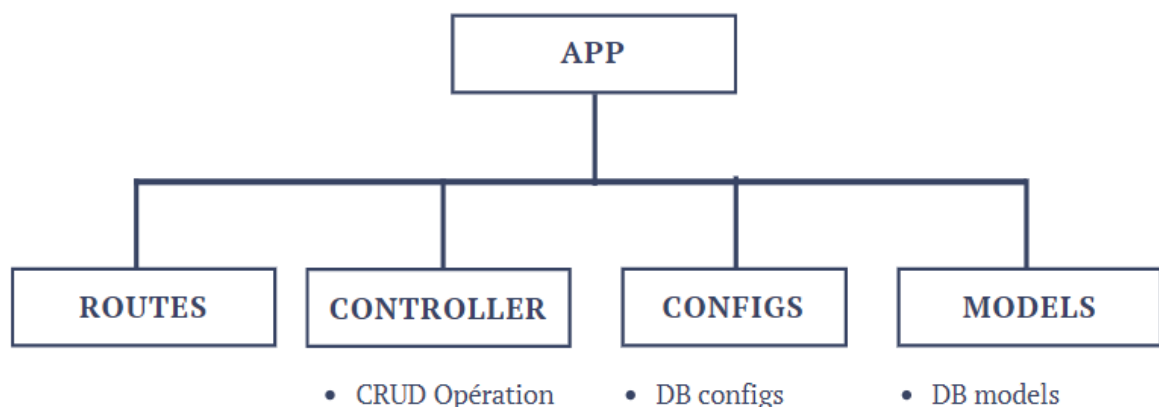 APP
ROUTES
CONTROLLER
CONFIGS
MODELS
• CRUD Opération
• DB configs
• DB models